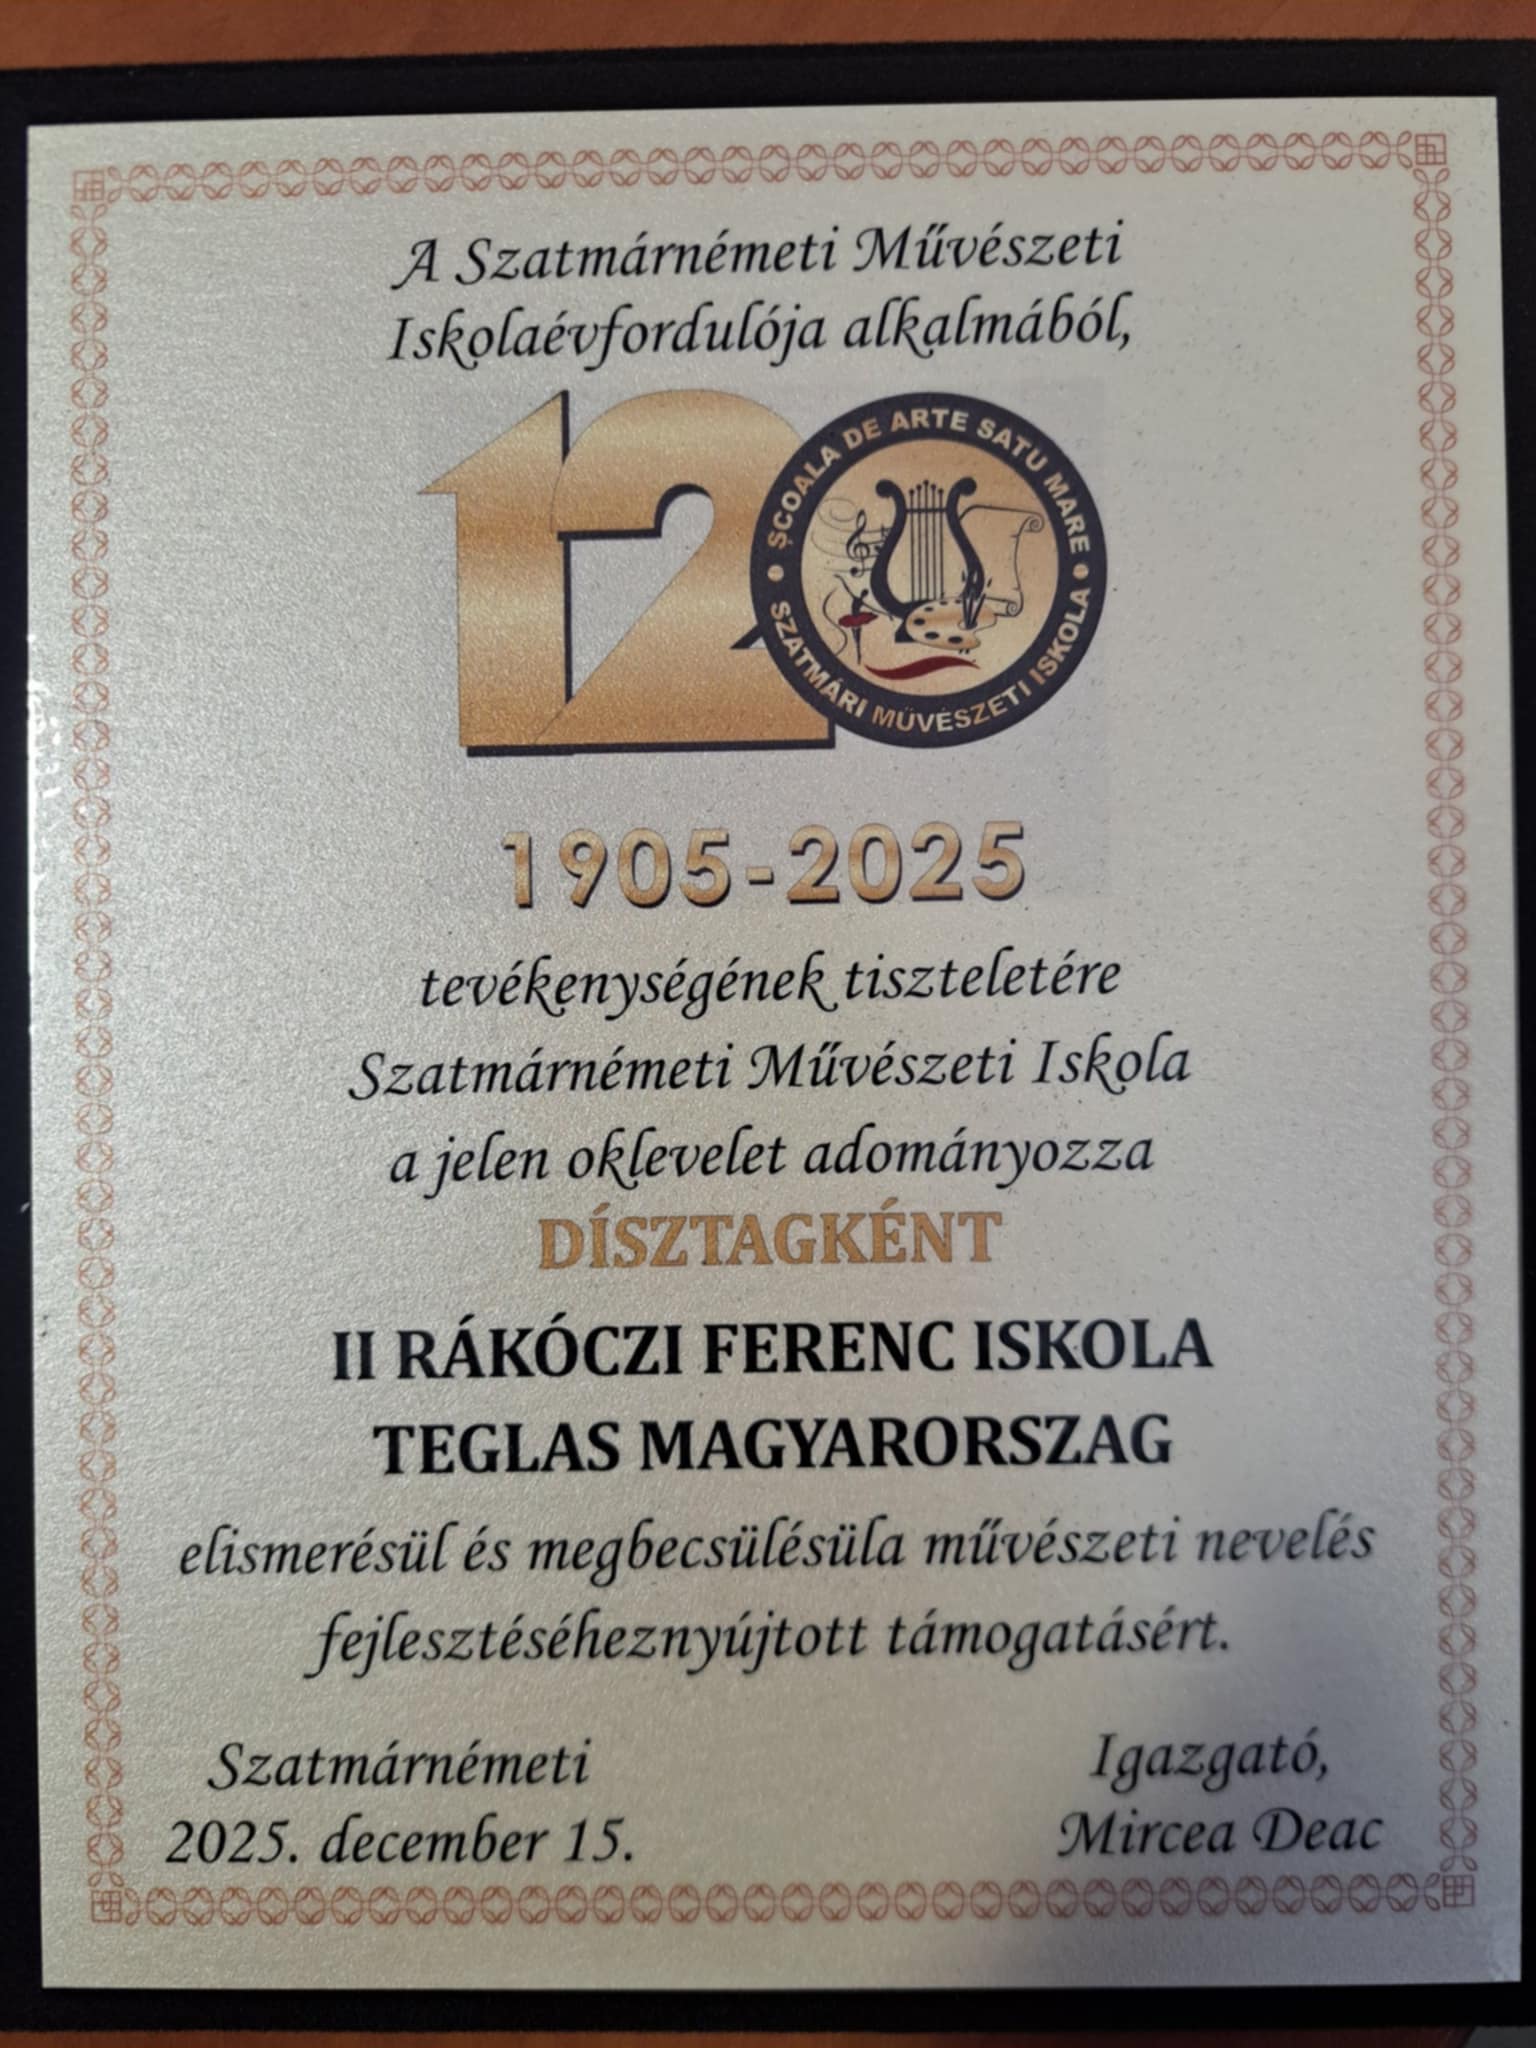 A Szatmárnémeti Művészeti
Iskolaévfordulója alkalmából,
120
ȘCOALA DE ARTE SATU MARE
SZATMÁRI MŰVÉSZETI ISKOLA
1905-2025
tevékenységének tiszteletére
Szatmárnémeti Művészeti Iskola
a jelen oklevelet adományozza
DÍSZTAGKÉNT
II RÁKÓCZI FERENC ISKOLA
TEGLAS MAGYARORSZAG
elismerésül és megbecsülésüla művészeti nevelés
fejlesztéséheznyújtott támogatásért.
Szatmárnémeti
2025. december 15.
Igazgató,
Mircea Deac